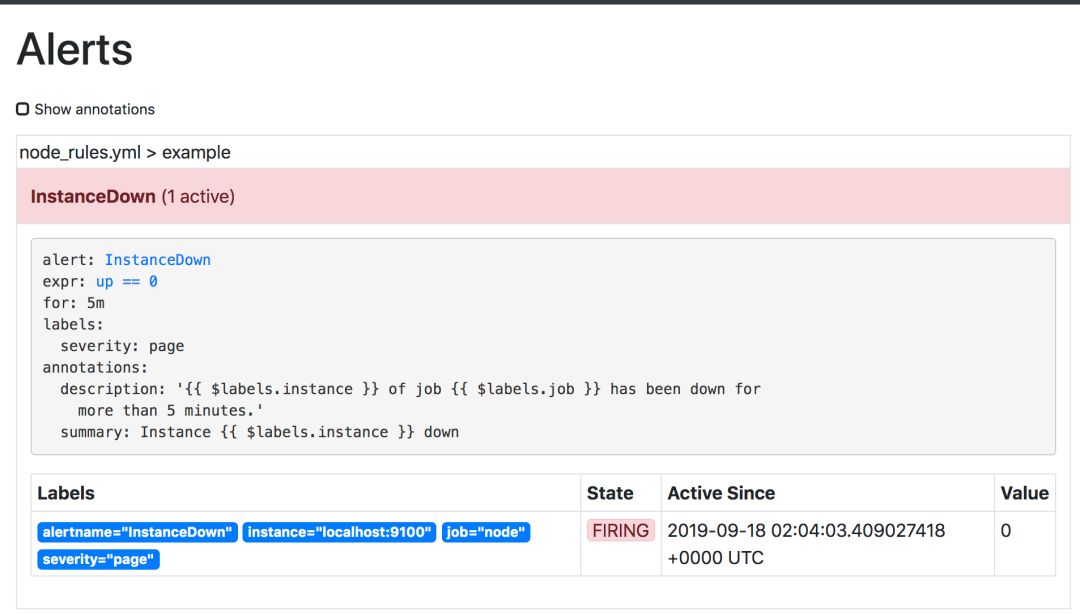 Alerts
Show annotations
node_rules.yml > example
InstanceDown (1 active)
alert: InstanceDown
expr: up == 0
for: 5m
labels:
  severity: page
annotations:
  description: '{{ $labels.instance }} of job {{ $labels.job }} has been down for
    more than 5 minutes.'
  summary: Instance {{ $labels.instance }} down
Labels State Active Since Value
alertname="InstanceDown" instance="localhost:9100" job="node" FIRING 2019-09-18 02:04:03.409027418 0
severity="page" +0000 UTC